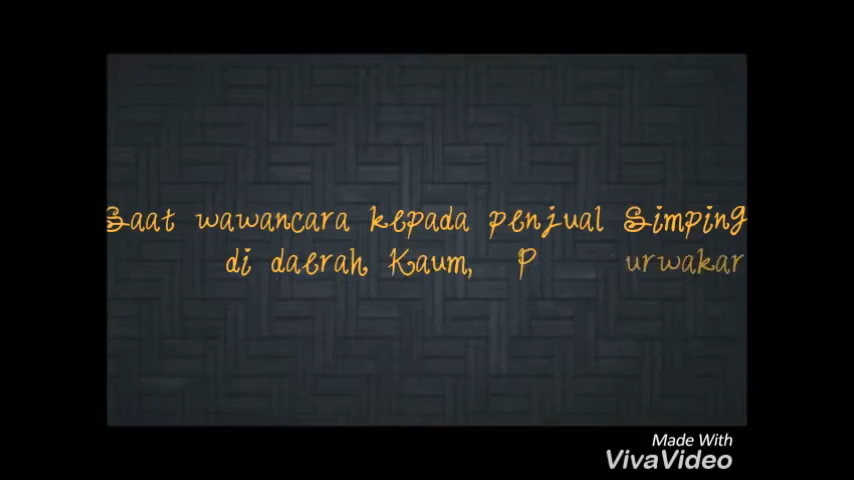 Saat wawancara kepada penjual Simping
di daerah Kaum, P urwakar
Made With
VivaVideo